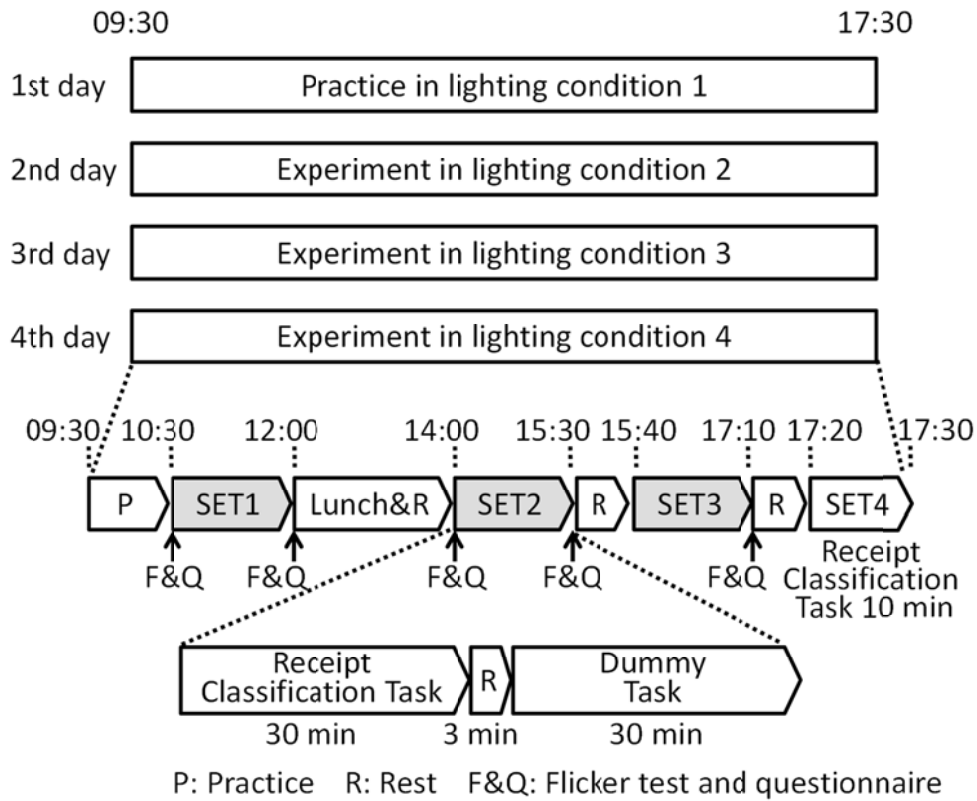 09:30 17:30
1st day Practice in lighting condition 1
2nd day Experiment in lighting condition 2
3rd day Experiment in lighting condition 3
4th day Experiment in lighting condition 4
09:30 10:30 12:00 14:00 15:30 15:40 17:10 17:20 17:30
P SET1 Lunch&R SET2 R SET3 R SET4
F&Q F&Q F&Q F&Q F&Q
Receipt
Classification
Task 10 min
Receipt
Classification Task
R
Dummy
Task
30 min 3 min 30 min
P: Practice R: Rest F&Q: Flicker test and questionnaire